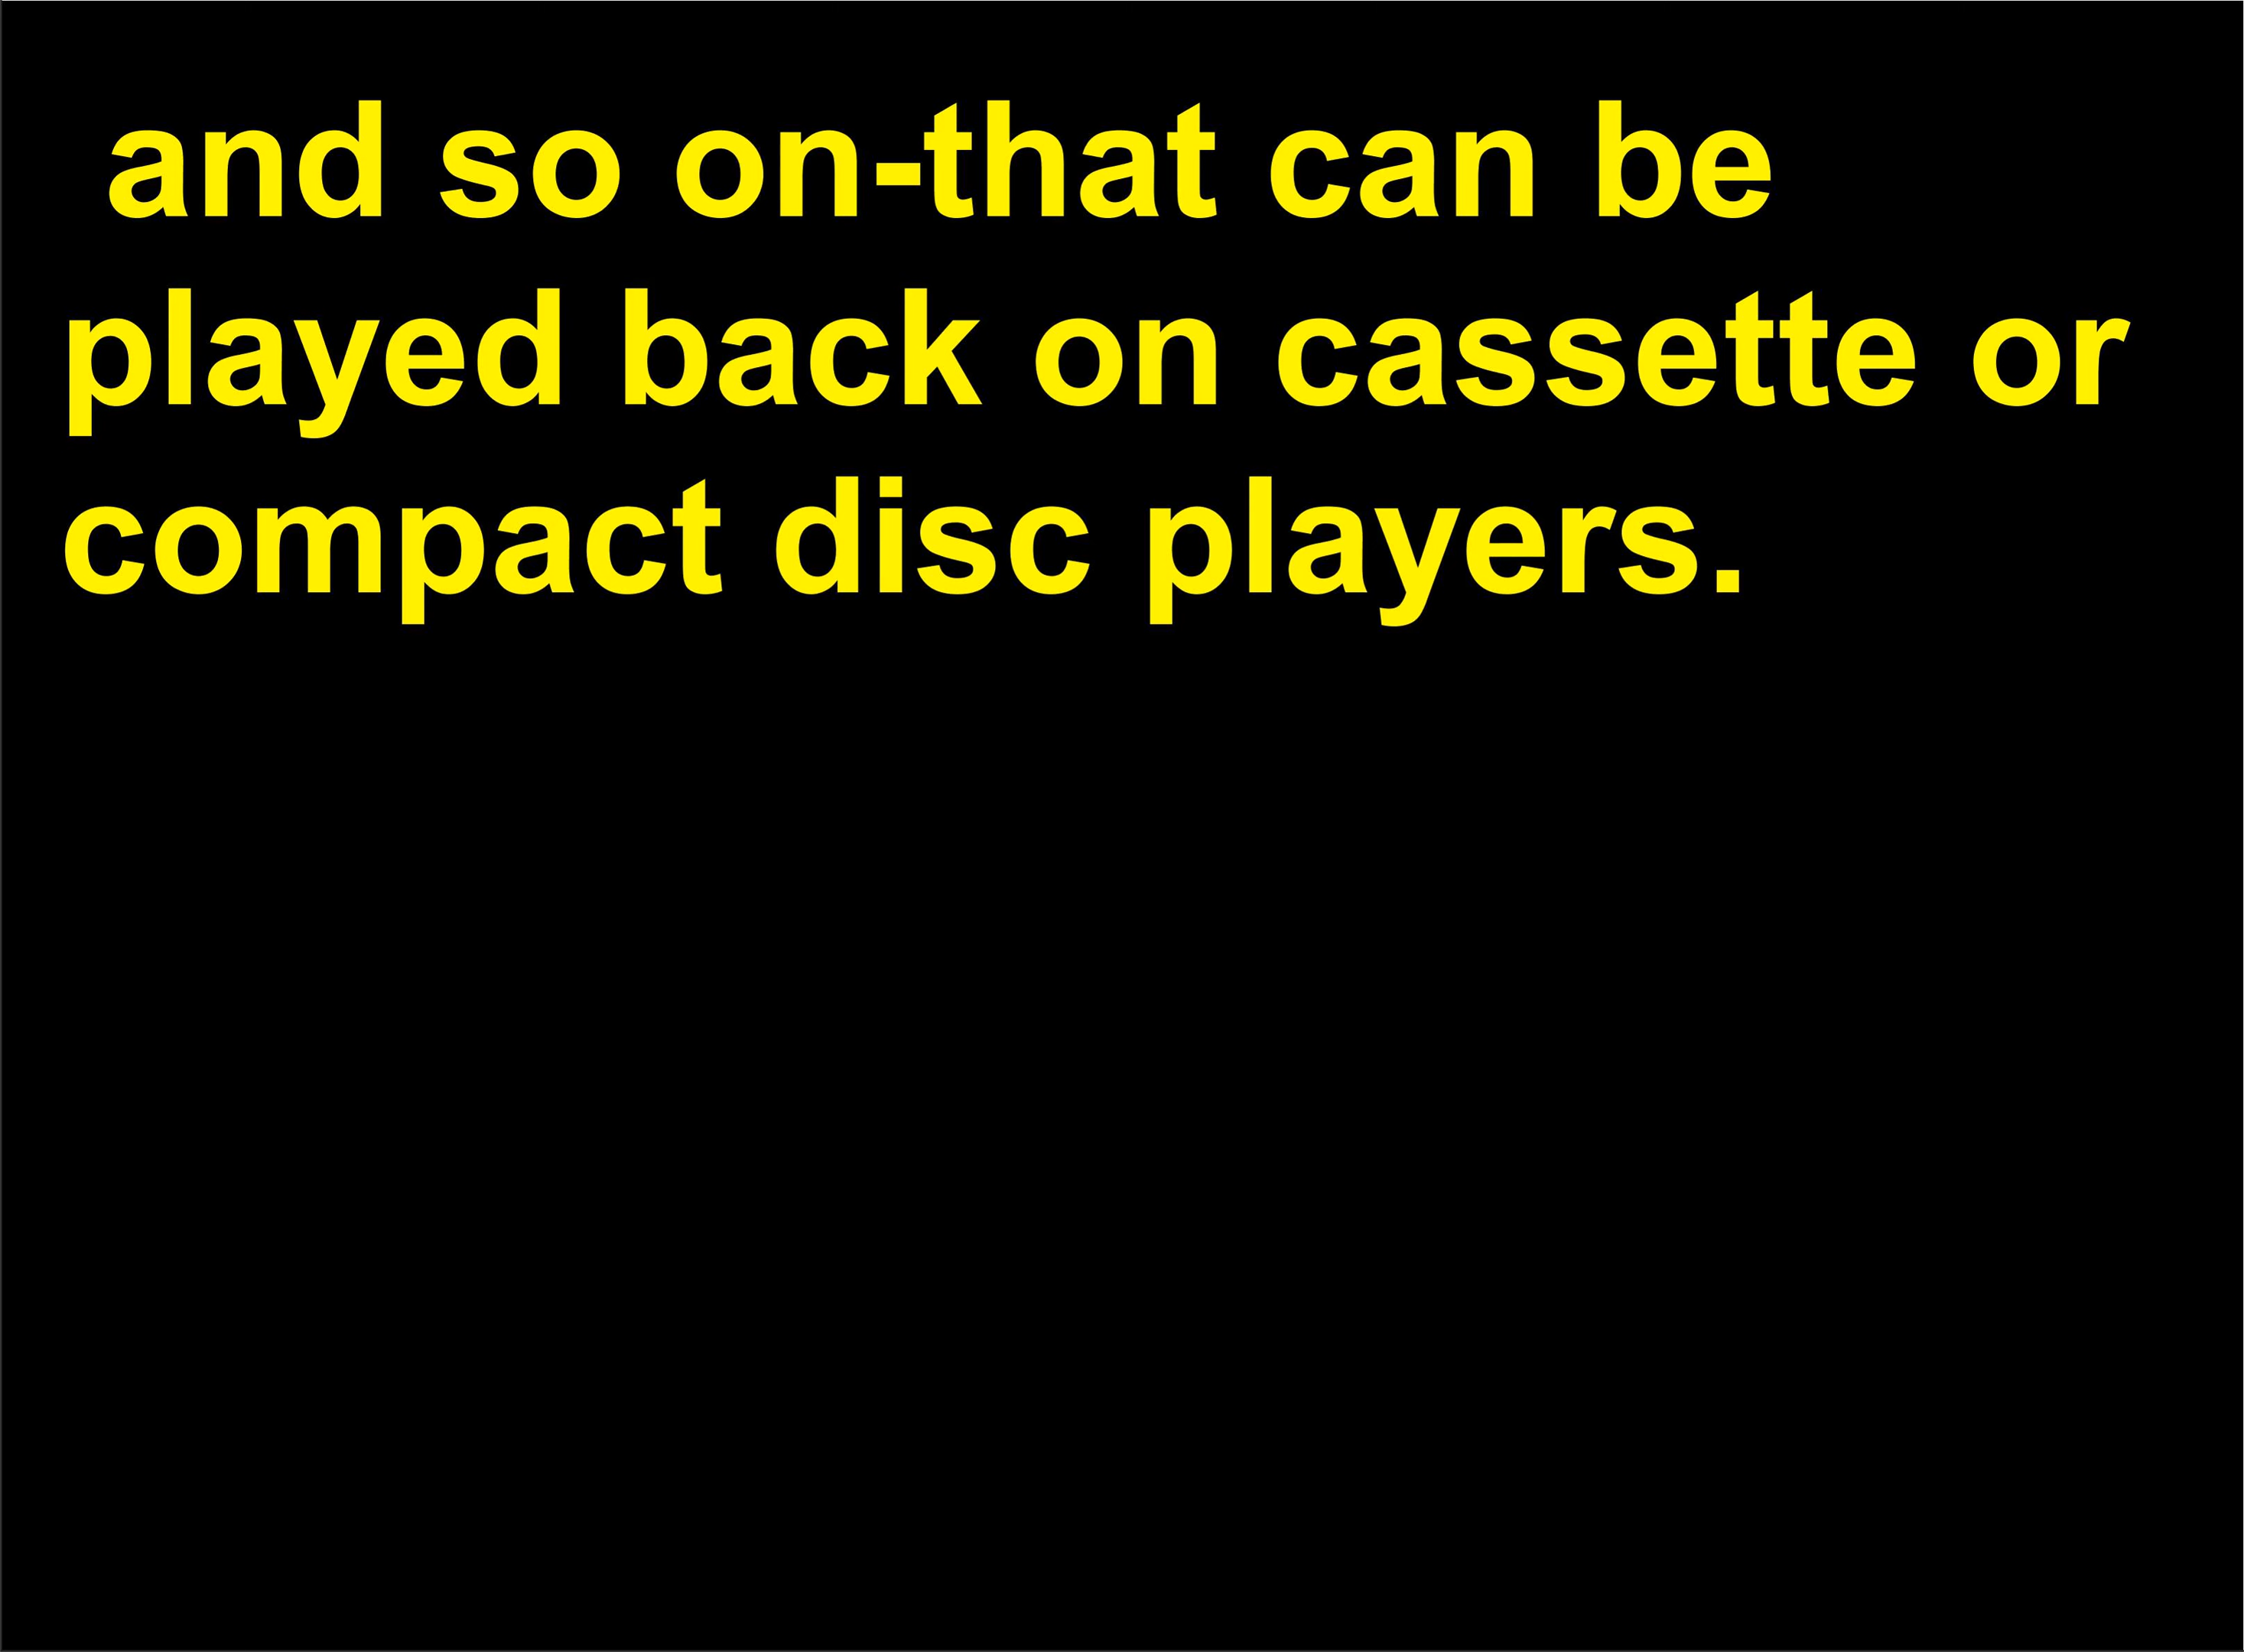 and so on-that can be
played back on cassette or
compact disc players.